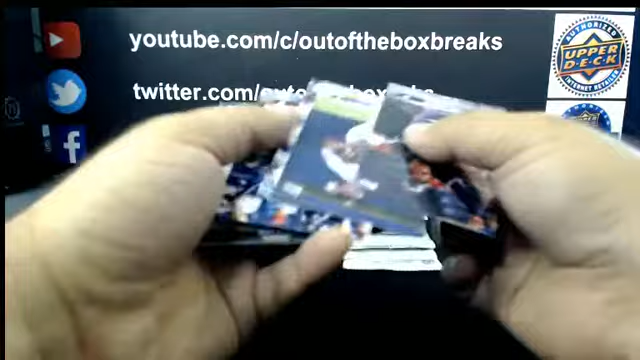 youtube.com/c/outoftheboxbreaks
twitter.com/
AUTHORIZED
UPPER
DECK
INTERNET RETAILER